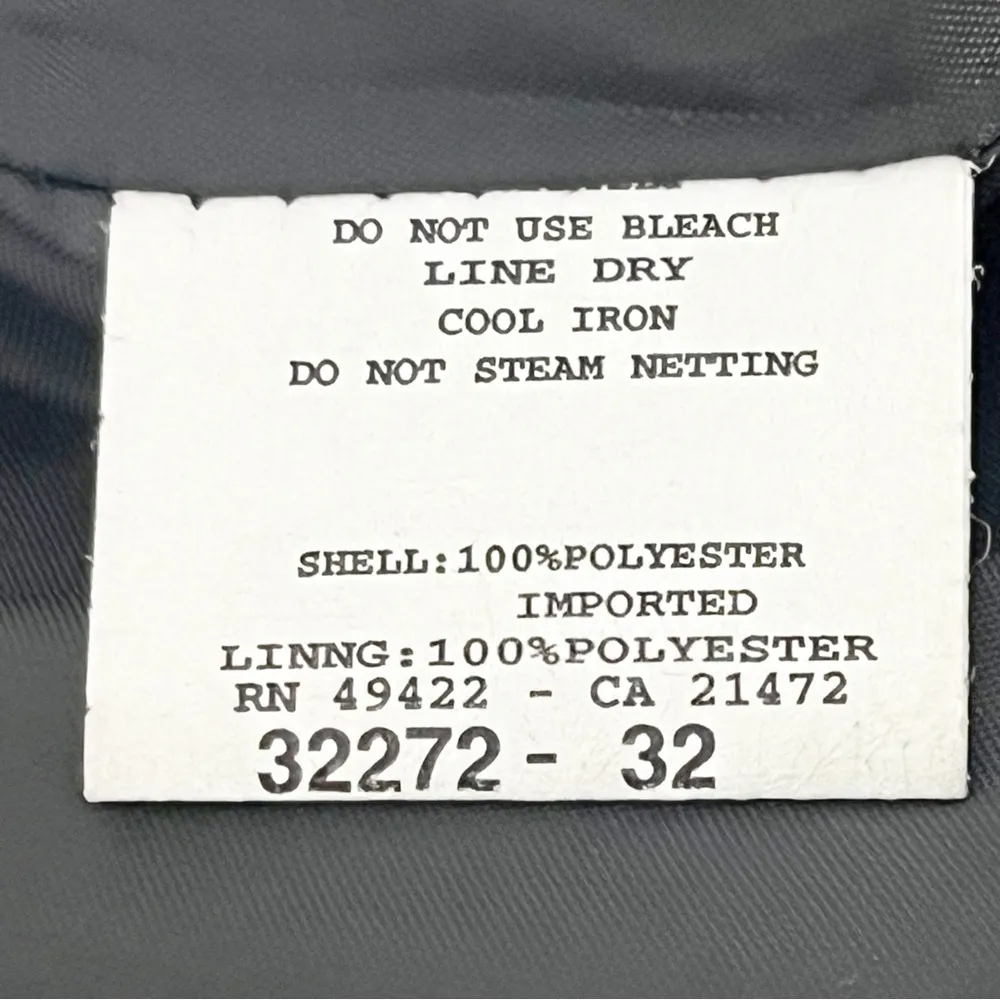 DO NOT USE BLEACH
LINE DRY
COOL IRON
DO NOT STEAM NETTING
SHELL:100%POLYESTER
IMPORTED
LINNG:100%POLYESTER
RN 49422 - CA 21472
32272 - 32